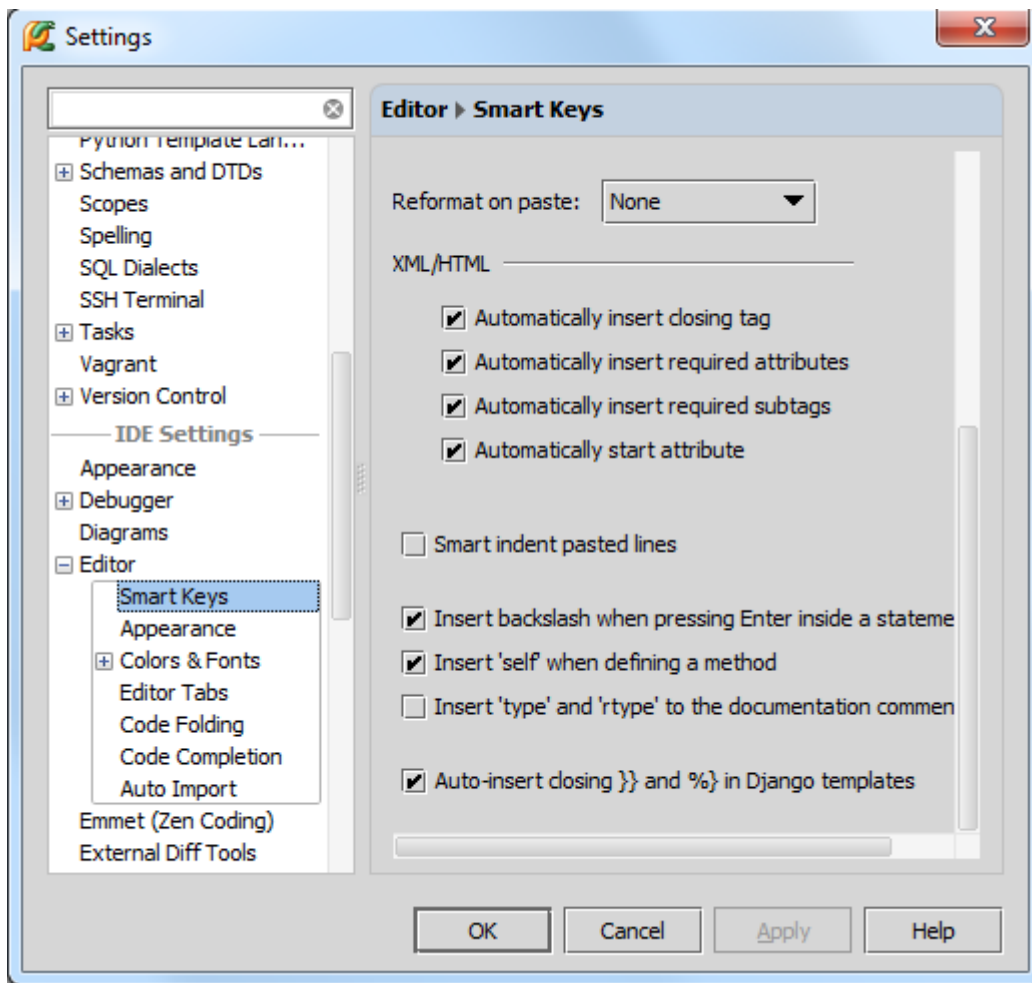 Settings
Editor Smart Keys
Python Template Lan...
Schemas and DTDs
Scopes
Spelling
SQL Dialects
SSH Terminal
Tasks
Vagrant
Version Control
IDE Settings
Appearance
Debugger
Diagrams
Editor
Smart Keys
Appearance
Colors & Fonts
Editor Tabs
Code Folding
Code Completion
Auto Import
Emmet (Zen Coding)
External Diff Tools
Reformat on paste: None
XML/HTML
Automatically insert closing tag
Automatically insert required attributes
Automatically insert required subtags
Automatically start attribute
Smart indent pasted lines
Insert backslash when pressing Enter inside a stateme
Insert 'self' when defining a method
Insert 'type' and 'rtype' to the documentation commen
Auto-insert closing }} and %} in Django templates
OK Cancel Apply Help